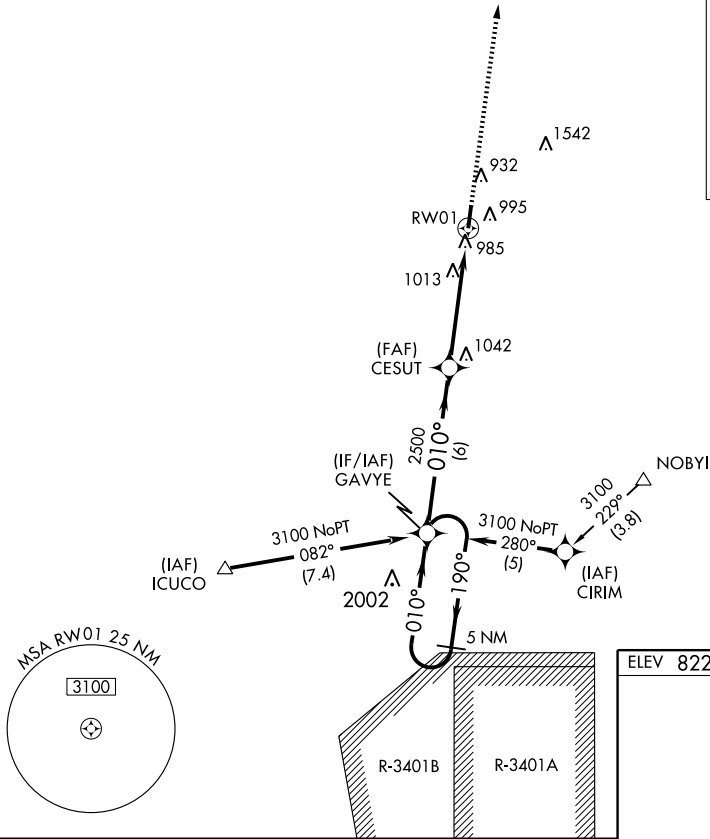 1542
932
995
RW01
985
1013
1042
(FAF)
CESUT
2500
010°
(6)
(IF/IAF)
GAVYE
NOBYI
3100
229°
(3.8)
3100 NoPT
082°
(7.4)
3100 NoPT
280°
(5)
(IAF)
ICUCO
(IAF)
CIRIM
2002
010°
190°
5 NM
MSA RW01 25 NM
3100
R-3401B
R-3401A
ELEV 822